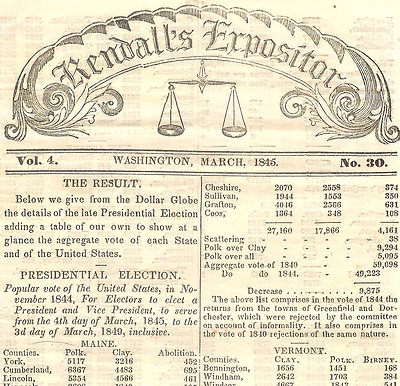 Kendall's Expositor
Vol. 4. WASHINGTON, MARCH, 1845. No. 30.
THE RESULT.
Below we give from the Dollar Globe
the details of the late Presidential Election
adding a table of our own to show at a
glance the aggregate vote of each State
and of the United States.
PRESIDENTIAL ELECTION.
Popular vote of the United States, in No-
vember 1844, For Electors to elect a
President and Vice President, to serve
from the 4th day of March, 1845, to the
3d day of March, 1849, inclusive.
MAINE.
Counties. Polk. Clay. Abolition.
York, 5117 3214 452
Cumberland, 6367 4483 695
Lincoln, 5354 4566 461
Cheshire, 2070 2558 374
Sullivan, 1944 1553 350
Grafton, 4046 2566 631
Coos, 1364 348 108
27,160 17,866 4,161
Scattering 38
Polk over Clay 9,294
Polk over all 5,095
Aggregate vote of 1840 59,098
Do do 1844. 49,223
Decrease 9,875
The above list comprises in the vote of 1844 the
returns from the towns of Greenfield and Dor-
chester, which were rejected by the committee
on account of informality. It also comprises in
the vote of 1840 rejections of the same nature.
VERMONT.
Counties. CLAY. POLK. BIRNEY.
Bennington, 1656 1451 168
Windham, 2642 1703 384
Windsor, 4667